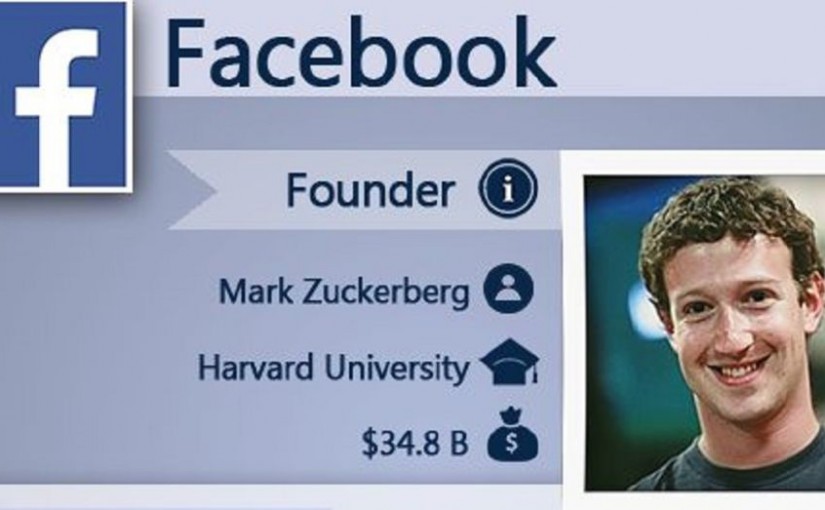 f
Facebook
Founder i
Mark Zuckerberg
Harvard University
$34.8 B $